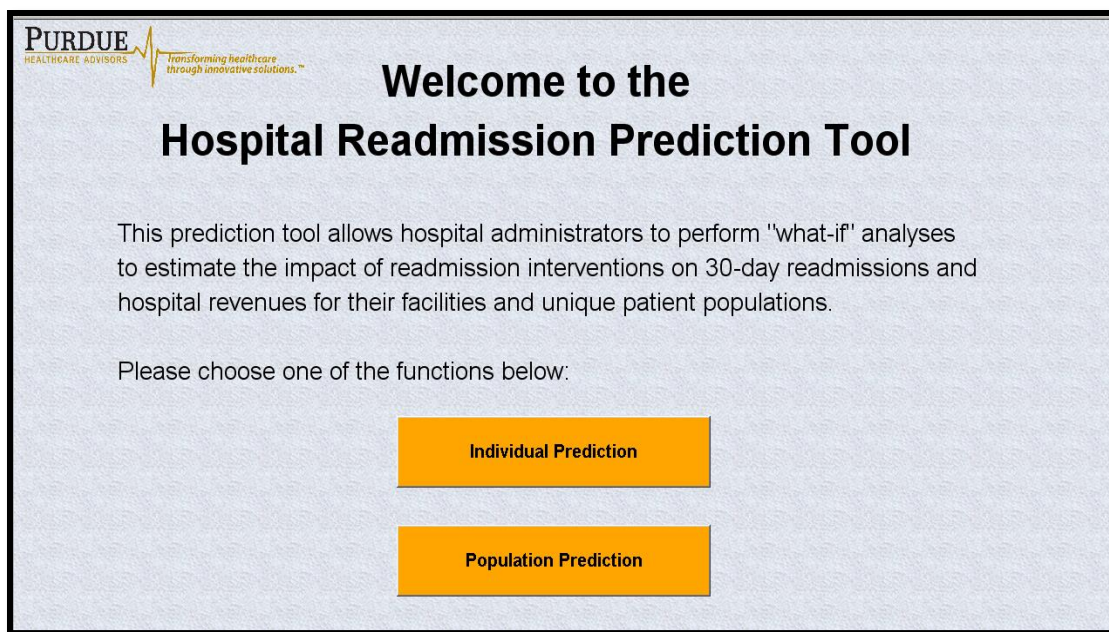 PURDUE
HEALTHCARE ADVISORS
Transforming healthcare
through innovative solutions.™
Welcome to the
Hospital Readmission Prediction Tool
This prediction tool allows hospital administrators to perform "what-if" analyses
to estimate the impact of readmission interventions on 30-day readmissions and
hospital revenues for their facilities and unique patient populations.
Please choose one of the functions below:
Individual Prediction
Population Prediction